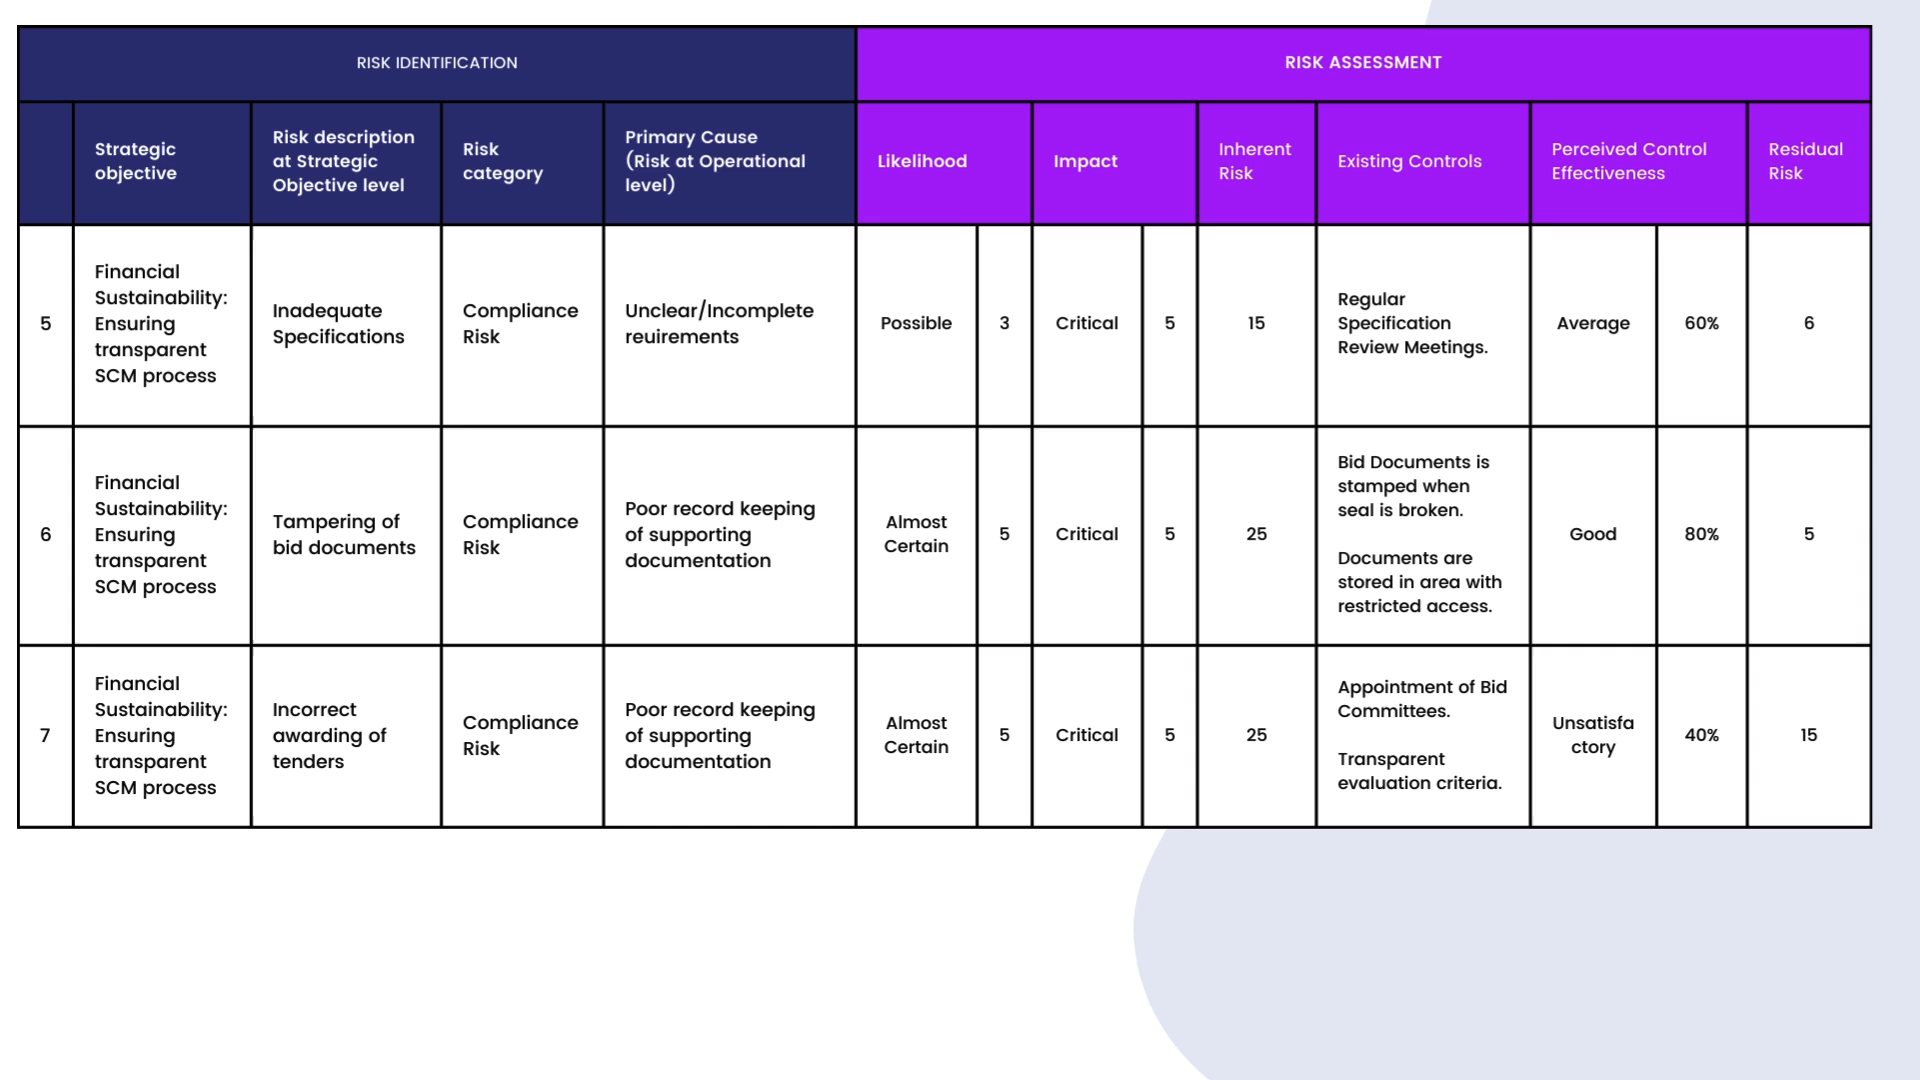 RISK IDENTIFICATION
RISK ASSESSMENT
Strategic
objective
Risk description
at Strategic
Objective level
Risk
category
Primary Cause
(Risk at Operational
level)
Likelihood
Impact
Inherent
Risk
Existing Controls
Perceived Control
Effectiveness
Residual
Risk
5
Financial
Sustainability:
Ensuring
transparent
SCM process
Inadequate
Specifications
Compliance
Risk
Unclear/Incomplete
reuirements
Possible
3
Critical
5
15
Regular
Specification
Review Meetings.
Average
60%
6
6
Financial
Sustainability:
Ensuring
transparent
SCM process
Tampering of
bid documents
Compliance
Risk
Poor record keeping
of supporting
documentation
Almost
Certain
5
Critical
5
25
Bid Documents is
stamped when
seal is broken.
Documents are
stored in area with
restricted access.
Good
80%
5
7
Financial
Sustainability:
Ensuring
transparent
SCM process
Incorrect
awarding of
tenders
Compliance
Risk
Poor record keeping
of supporting
documentation
Almost
Certain
5
Critical
5
25
Appointment of Bid
Committees.
Transparent
evaluation criteria.
Unsatisfa
ctory
40%
15